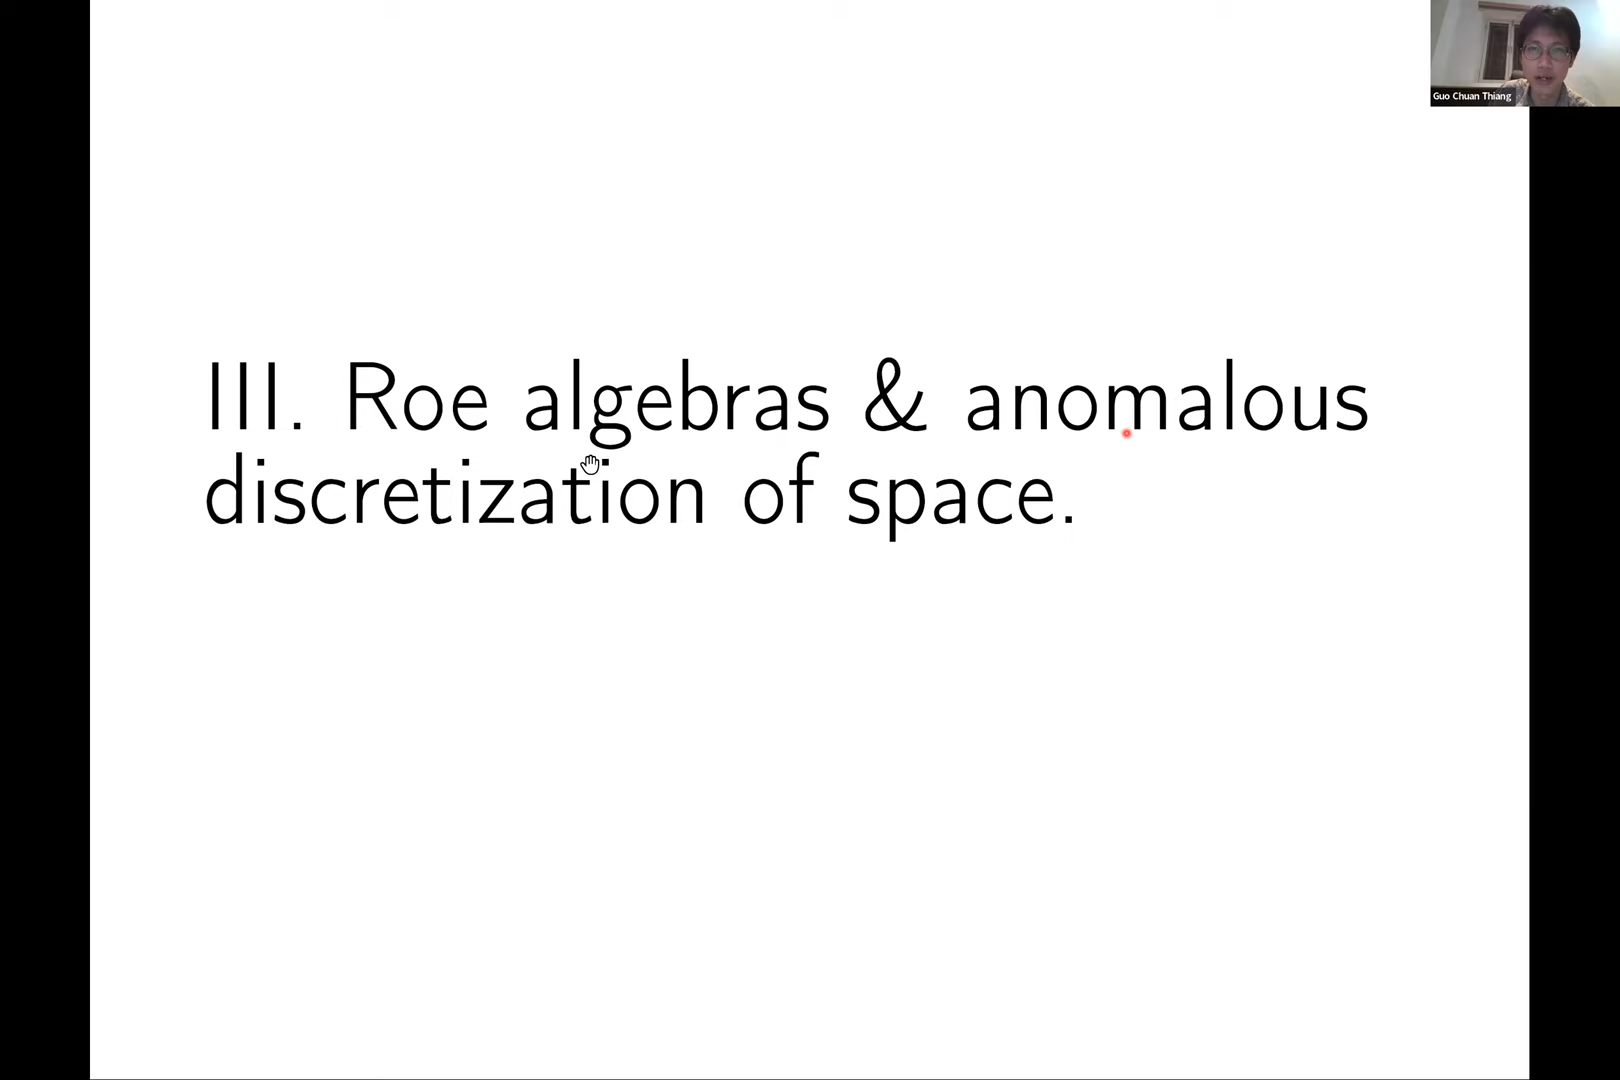 Guo Chuan Thiang
III. Roe algebras & anomalous
discretization of space.